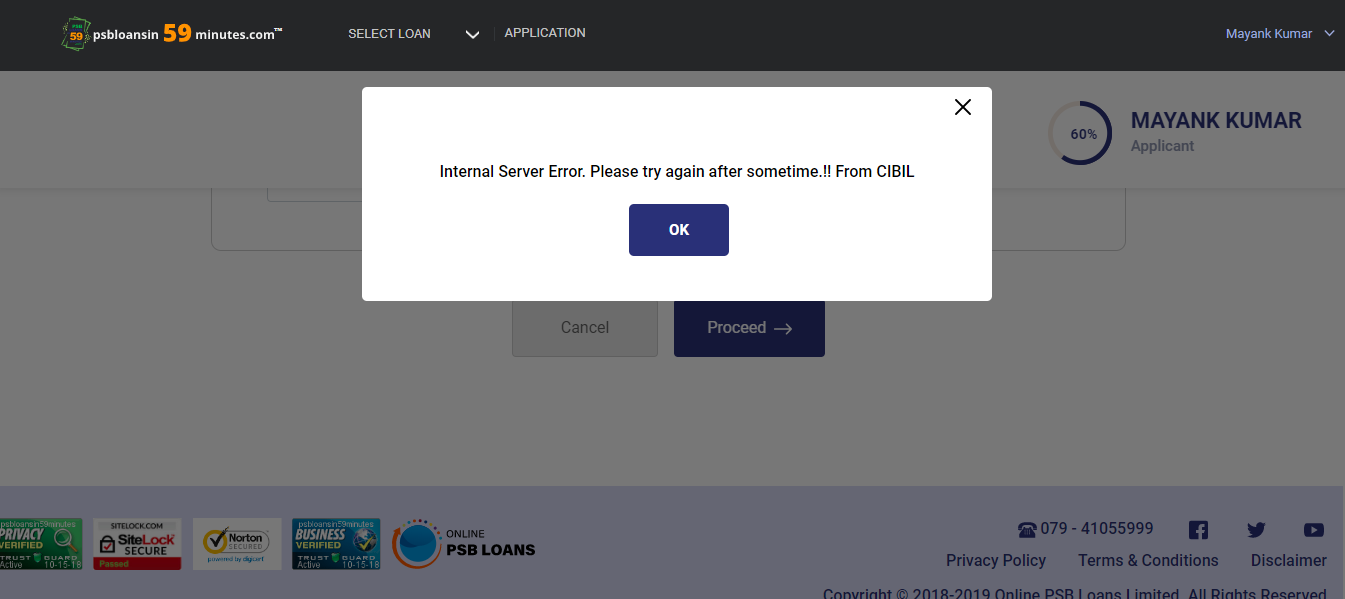 PSB
59
psbloansin 59 minutes.com™
SELECT LOAN
APPLICATION
Mayank Kumar
60%
MAYANK KUMAR
Applicant
Internal Server Error. Please try again after sometime.!! From CIBIL
OK
Cancel
Proceed
psbloansin59minutes
PRIVACY
VERIFIED
TRUST GUARD
Active 10-15-18
SITELOCK.COM
SiteLock
SECURE
Passed
Norton
SECURED
powered by digicert
psbloansin59minutes
BUSINESS
VERIFIED
TRUST GUARD
Active 10-15-18
ONLINE
PSB LOANS
079 - 41055999
Privacy Policy
Terms & Conditions
Disclaimer
Copyright © 2018-2019 Online PSB Loans Limited. All Rights Reserved